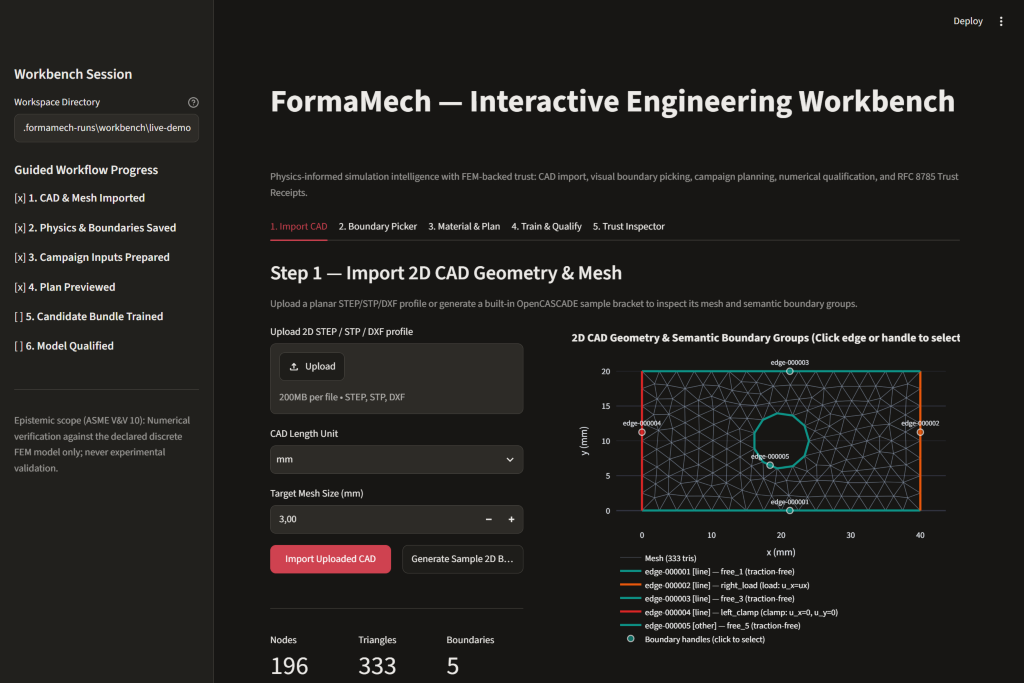 Deploy
Workbench Session
Workspace Directory
.formamech-runs\workbench\live-demo
Guided Workflow Progress
[x] 1. CAD & Mesh Imported
[x] 2. Physics & Boundaries Saved
[x] 3. Campaign Inputs Prepared
[x] 4. Plan Previewed
[ ] 5. Candidate Bundle Trained
[ ] 6. Model Qualified
Epistemic scope (ASME V&V 10): Numerical
verification against the declared discrete
FEM model only; never experimental
validation.
FormaMech — Interactive Engineering Workbench
Physics-informed simulation intelligence with FEM-backed trust: CAD import, visual boundary picking, campaign planning, numerical qualification, and RFC 8785 Trust
Receipts.
1. Import CAD 2. Boundary Picker 3. Material & Plan 4. Train & Qualify 5. Trust Inspector
Step 1 — Import 2D CAD Geometry & Mesh
Upload a planar STEP/STP/DXF profile or generate a built-in OpenCASCADE sample bracket to inspect its mesh and semantic boundary groups.
Upload 2D STEP / STP / DXF profile
Upload
200MB per file • STEP, STP, DXF
CAD Length Unit
mm
Target Mesh Size (mm)
3,00
− +
Import Uploaded CAD
Generate Sample 2D B…
Nodes
196
Triangles
333
Boundaries
5
2D CAD Geometry & Semantic Boundary Groups (Click edge or handle to select
edge-000003
edge-000004
edge-000002
edge-000005
edge-000001
y (mm)
20
15
10
5
0
0 10 20 30 40
x (mm)
Mesh (333 tris)
edge-000001 [line] — free_1 (traction-free)
edge-000002 [line] — right_load (load: u_x=ux)
edge-000003 [line] — free_3 (traction-free)
edge-000004 [line] — left_clamp (clamp: u_x=0, u_y=0)
edge-000005 [other] — free_5 (traction-free)
Boundary handles (click to select)